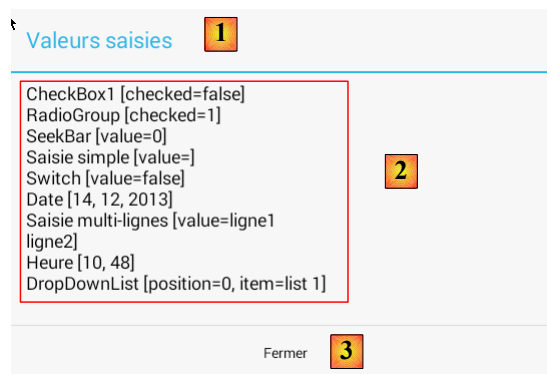 Valeurs saisies 1
CheckBox1 [checked=false]
RadioGroup [checked=1]
SeekBar [value=0]
Saisie simple [value=]
Switch [value=false]
2
Date [14, 12, 2013]
Saisie multi-lignes [value=ligne1
ligne2]
Heure [10, 48]
DropDownList [position=0, item=list 1]
Fermer 3